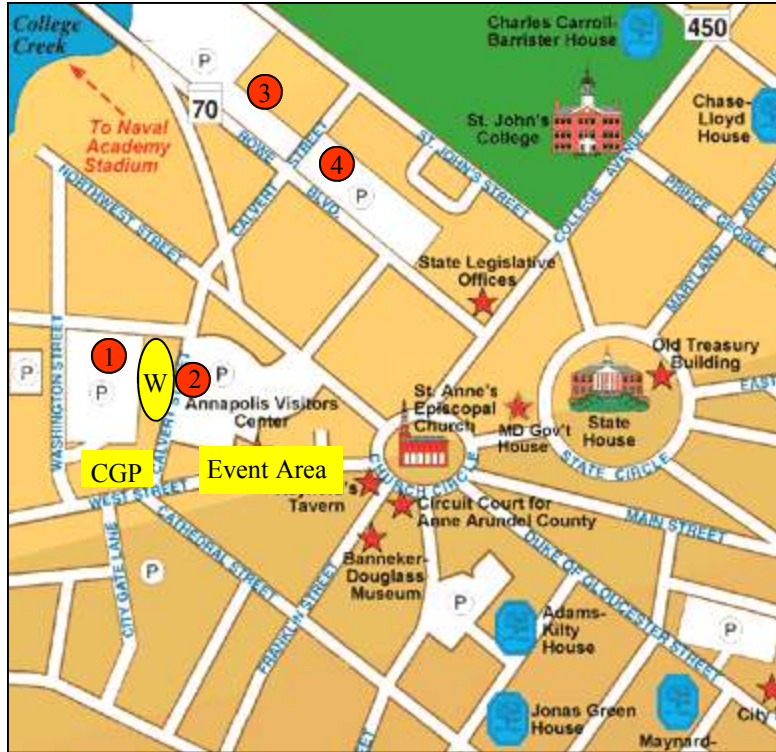 College
Creek
To Naval
Academy
Stadium
P
3
70
Charles Carroll-
Barrister House
450
St. John's
College
Chase-
Lloyd
House
ROWE
BLVD.
CALVERT
STREET
4
P
ST. JOHN'S STREET
COLLEGE AVENUE
PRINCE GEORGE
MARYLAND AVENUE
NORTHWEST STREET
State Legislative
Offices
WASHINGTON STREET
P
1
P
W
2
P
CALVERT
Annapolis Visitors
Center
St. Anne's
Episcopal
Church
MD Gov't
House
State
House
Old Treasury
Building
EAST
STATE CIRCLE
CHURCH CIRCLE
CGP
Event Area
WEST STREET
Tavern
Circuit Court for
Anne Arundel County
MAIN STREET
Banneker-
Douglass
Museum
DUKE OF GLOUCESTER STREET
CITY GATE LANE
P
CATHEDRAL STREET
FRANKLIN STREET
P
Adams-
Kilty
House
P
Jonas Green
House
Maynard-
City